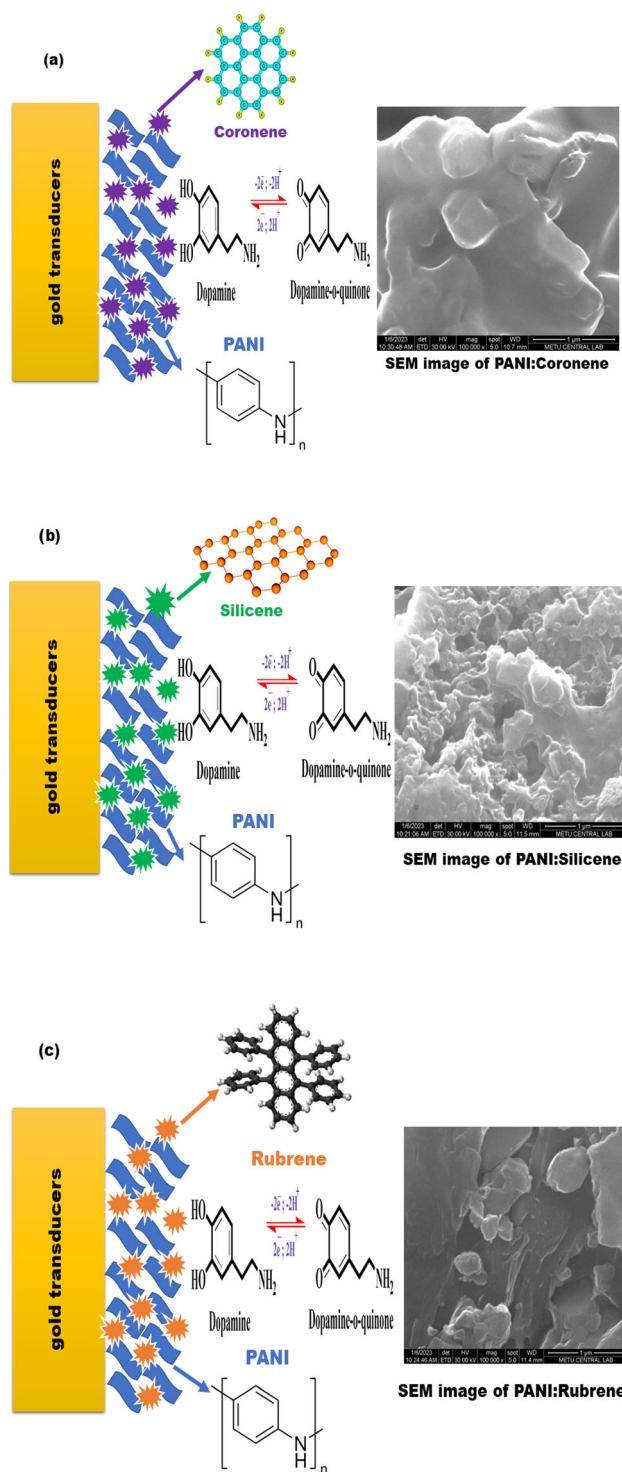 (a)
gold transducers
Coronene
HO
HO
NH2
Dopamine
-2e⁻; -2H⁺
2e⁻; 2H⁺
O
O
NH2
Dopamine-o-quinone
PANI
N
H
n
1/6/2023 det HV mag spot WD 1 µm
10:30:48 AM ETD 30.00 kV 100 000 x 5.0 10.7 mm METU CENTRAL LAB
SEM image of PANI:Coronene
(b)
gold transducers
Silicene
HO
HO
NH2
Dopamine
-2e⁻; -2H⁺
2e⁻; 2H⁺
O
O
NH2
Dopamine-o-quinone
PANI
N
H
n
1/6/2023 det HV mag spot WD 1 µm
10:21:06 AM ETD 30.00 kV 100 000 x 5.0 11.5 mm METU CENTRAL LAB
SEM image of PANI:Silicene
(c)
gold transducers
Rubrene
HO
HO
NH2
Dopamine
-2e⁻; -2H⁺
2e⁻; 2H⁺
O
O
NH2
Dopamine-o-quinone
PANI
N
H
n
1/6/2023 det HV mag spot WD 1 µm
10:24:46 AM ETD 30.00 kV 100 000 x 5.0 11.4 mm METU CENTRAL LAB
SEM image of PANI:Rubrene